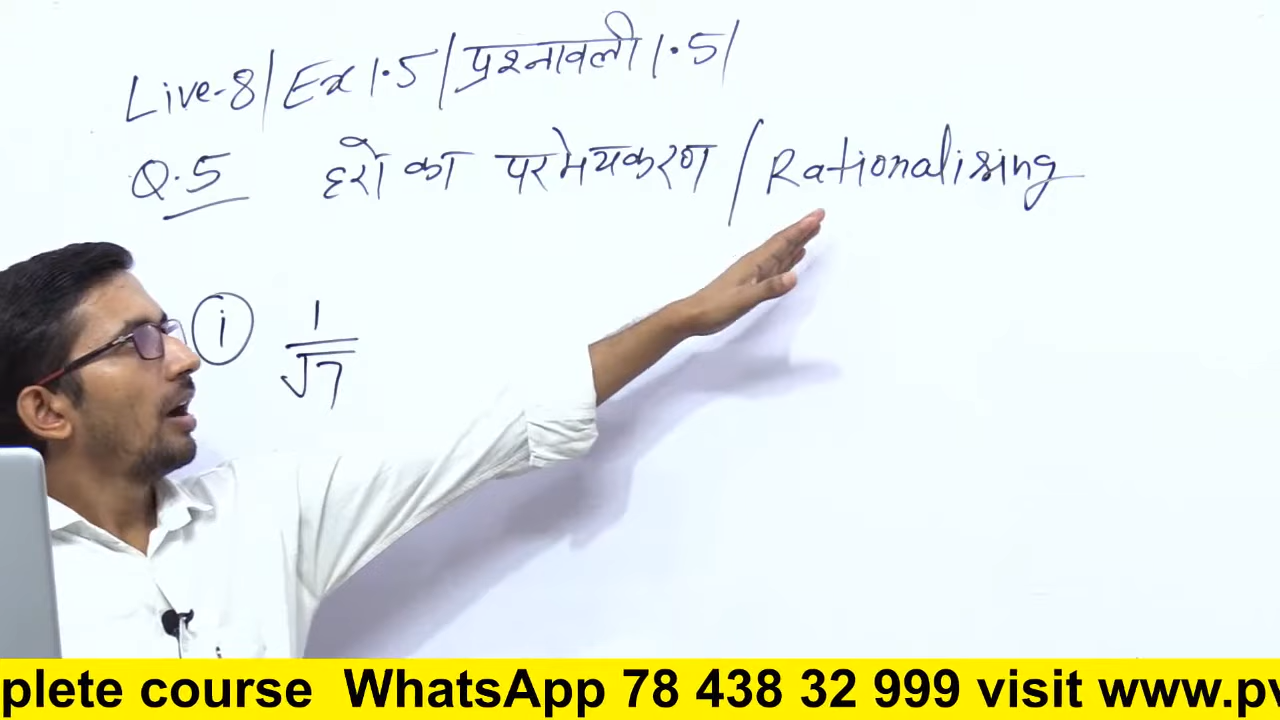 Live-8 | Ex 1.5 | प्रश्नावली 1.5 |
Q.5 हरो का परमेयकरण / Rationalising
i 1/√7
plete course WhatsApp 78 438 32 999 visit www.pv